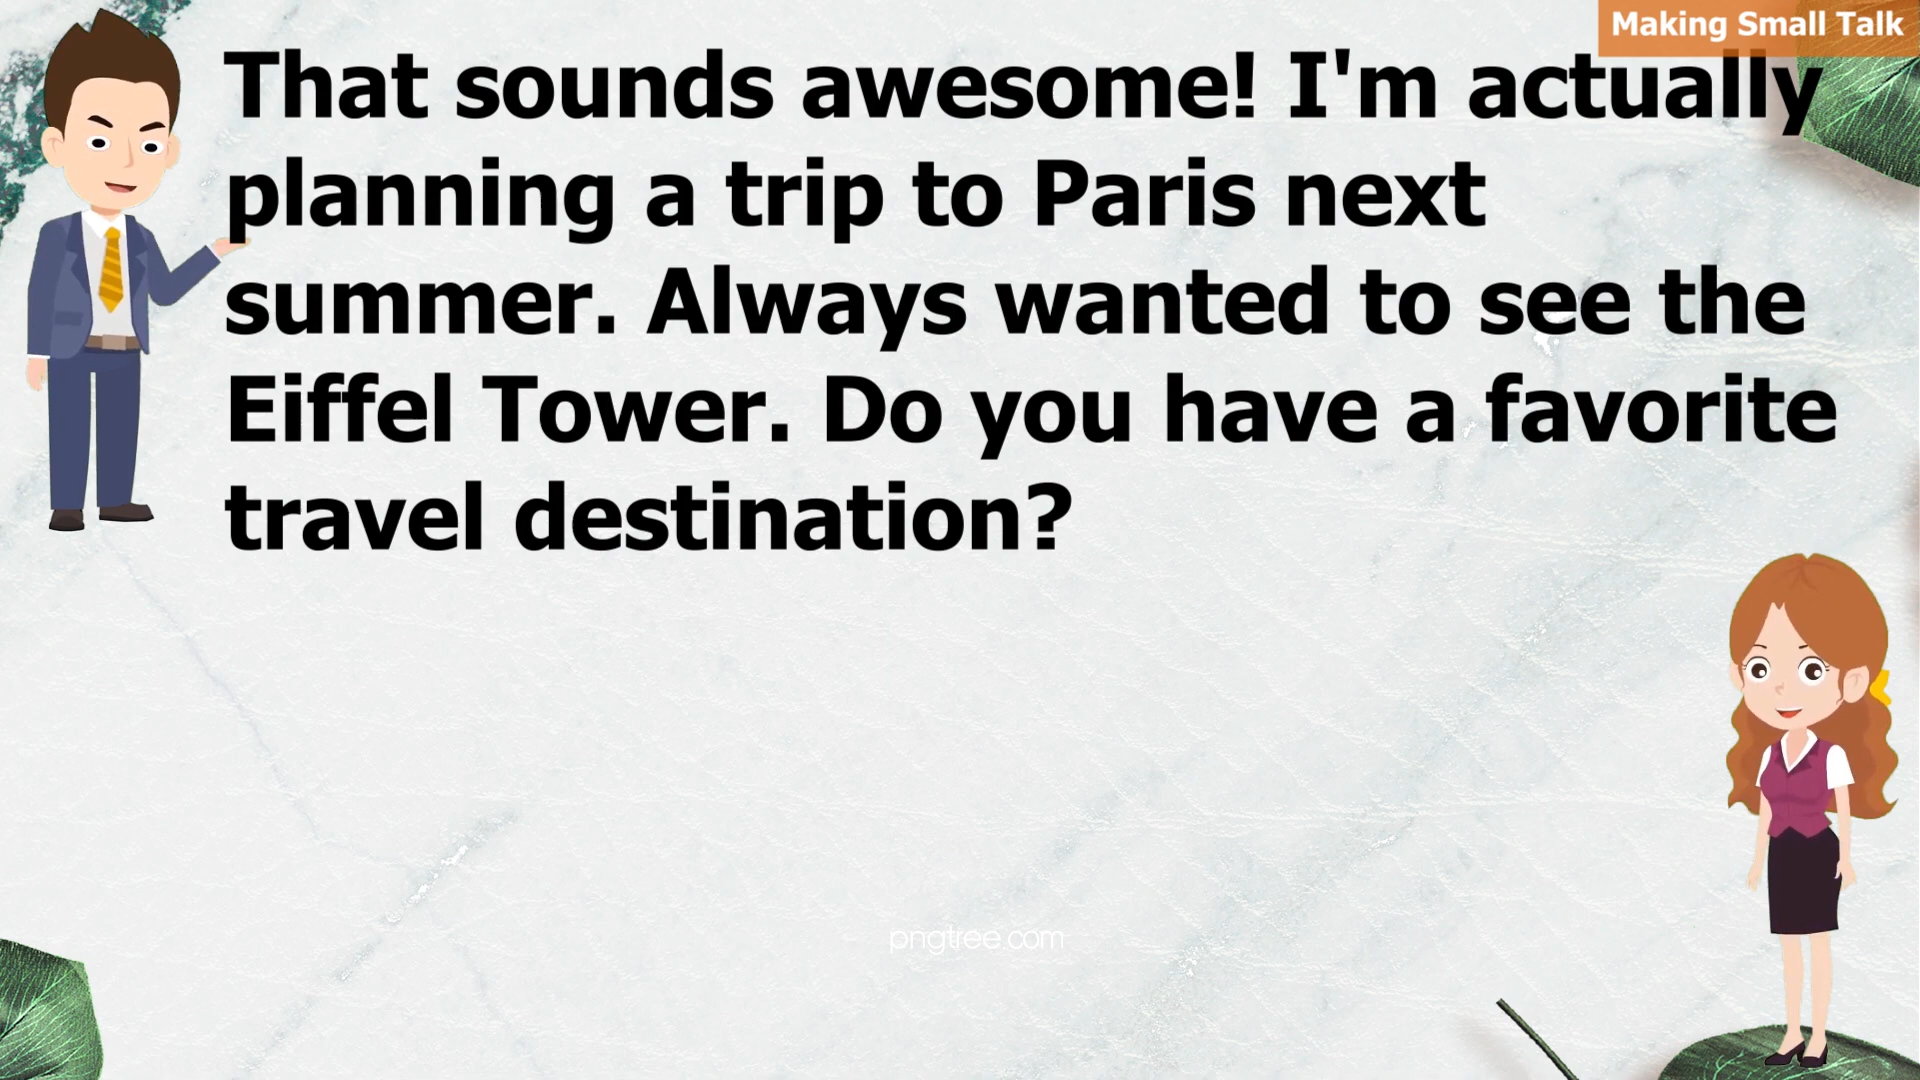 Making Small Talk
That sounds awesome! I'm actually
planning a trip to Paris next
summer. Always wanted to see the
Eiffel Tower. Do you have a favorite
travel destination?
pngtree.com